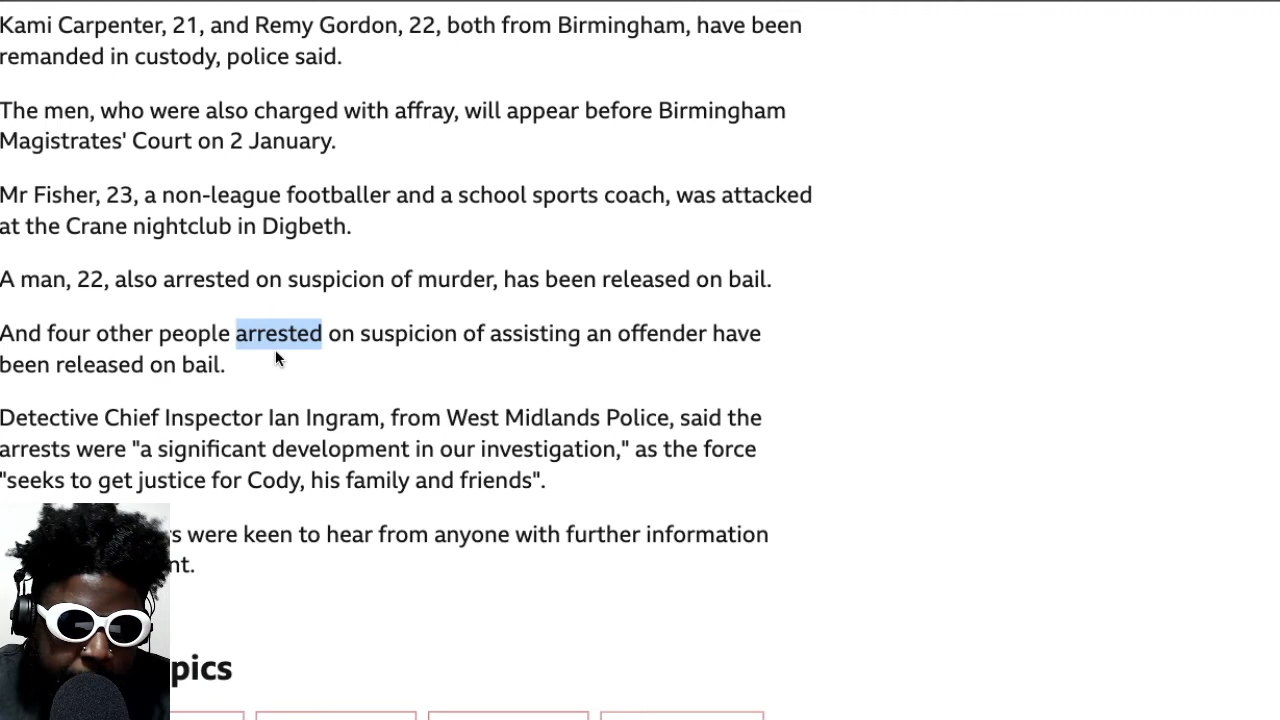 Kami Carpenter, 21, and Remy Gordon, 22, both from Birmingham, have been
remanded in custody, police said.
The men, who were also charged with affray, will appear before Birmingham
Magistrates' Court on 2 January.
Mr Fisher, 23, a non-league footballer and a school sports coach, was attacked
at the Crane nightclub in Digbeth.
A man, 22, also arrested on suspicion of murder, has been released on bail.
And four other people arrested on suspicion of assisting an offender have
been released on bail.
Detective Chief Inspector Ian Ingram, from West Midlands Police, said the
arrests were "a significant development in our investigation," as the force
"seeks to get justice for Cody, his family and friends".
were keen to hear from anyone with further information